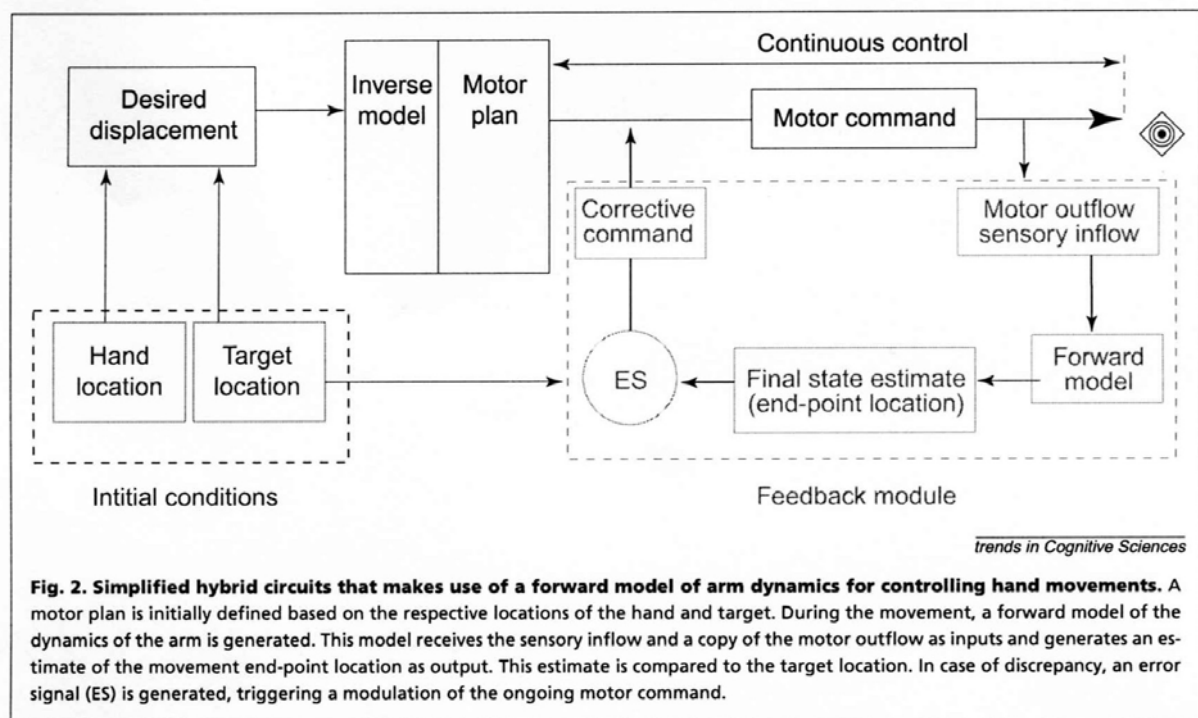 Continuous control
Desired
displacement
Inverse
model
Motor
plan
Motor command
Corrective
command
Motor outflow
sensory inflow
Hand
location
Target
location
ES
Final state estimate
(end-point location)
Forward
model
Intitial conditions
Feedback module
trends in Cognitive Sciences
Fig. 2. Simplified hybrid circuits that makes use of a forward model of arm dynamics for controlling hand movements. A
motor plan is initially defined based on the respective locations of the hand and target. During the movement, a forward model of the
dynamics of the arm is generated. This model receives the sensory inflow and a copy of the motor outflow as inputs and generates an es-
timate of the movement end-point location as output. This estimate is compared to the target location. In case of discrepancy, an error
signal (ES) is generated, triggering a modulation of the ongoing motor command.